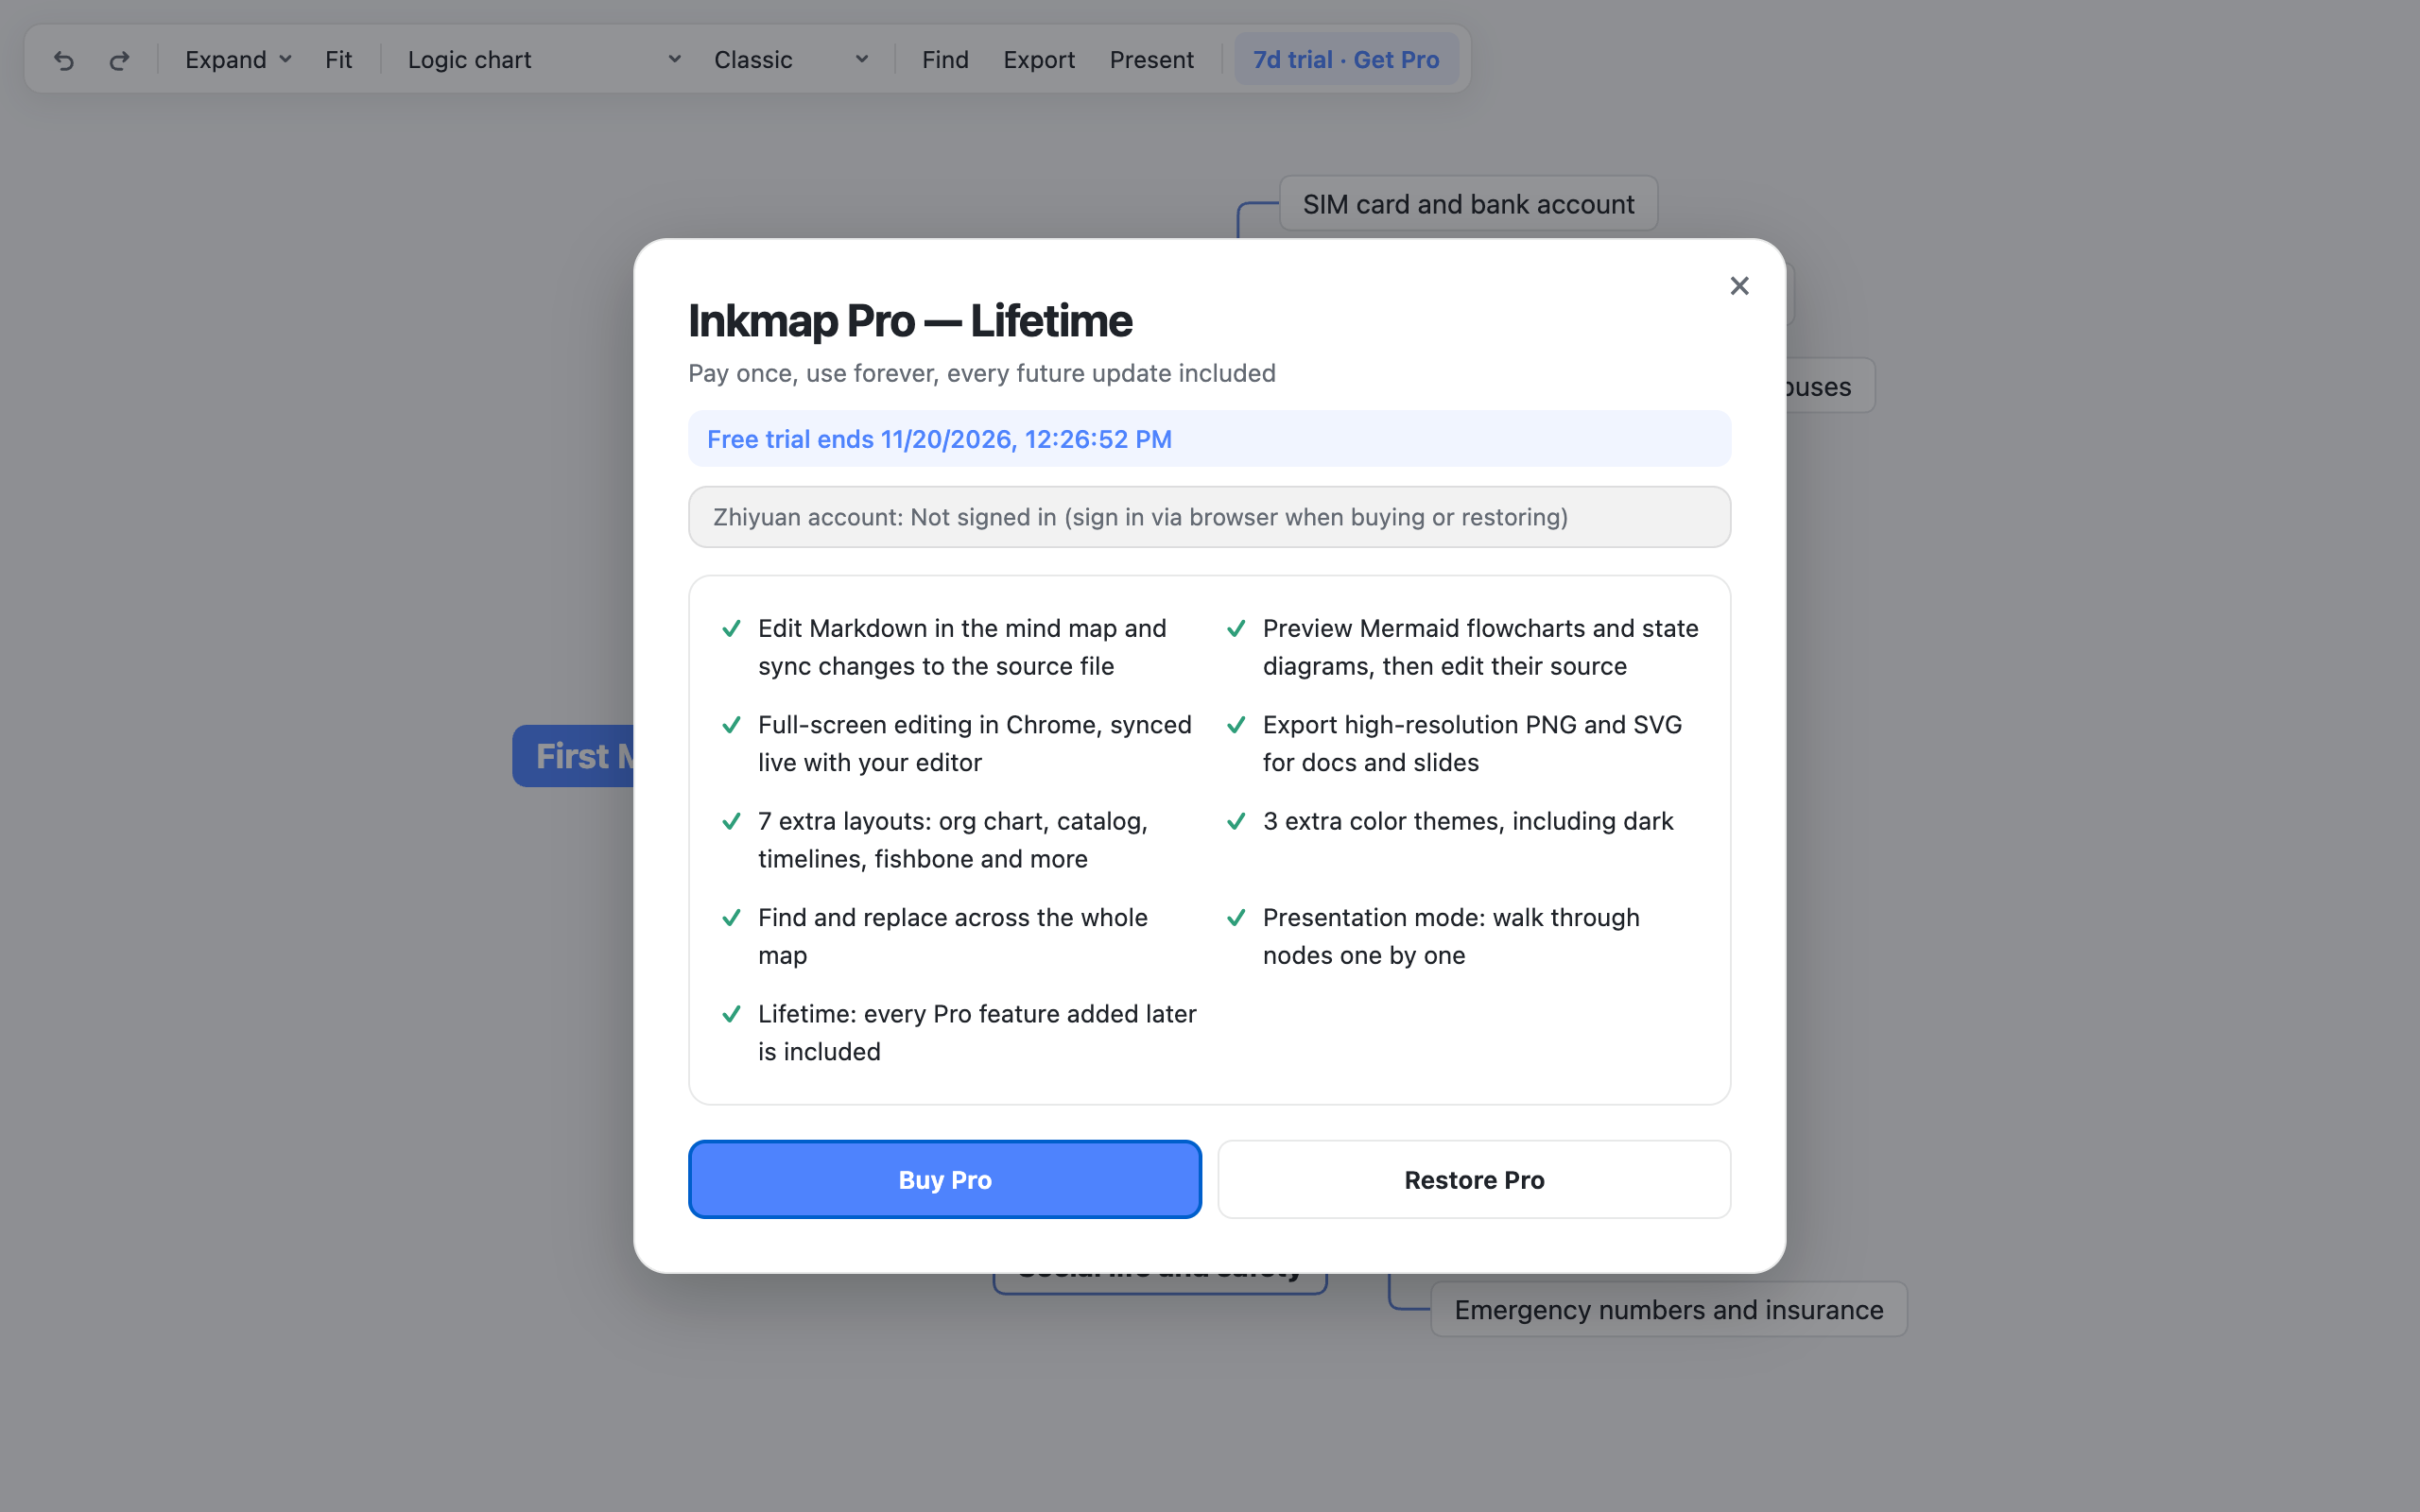 Expand
Fit
Logic chart
Classic
Find
Export
Present
7d trial · Get Pro
SIM card and bank account
Inkmap Pro — Lifetime
Pay once, use forever, every future update included
Free trial ends 11/20/2026, 12:26:52 PM
Zhiyuan account: Not signed in (sign in via browser when buying or restoring)
Edit Markdown in the mind map and
sync changes to the source file
Preview Mermaid flowcharts and state
diagrams, then edit their source
Full-screen editing in Chrome, synced
live with your editor
Export high-resolution PNG and SVG
for docs and slides
7 extra layouts: org chart, catalog,
timelines, fishbone and more
3 extra color themes, including dark
Find and replace across the whole
map
Presentation mode: walk through
nodes one by one
Lifetime: every Pro feature added later
is included
First
Buy Pro
Restore Pro
Social life and safety
Emergency numbers and insurance